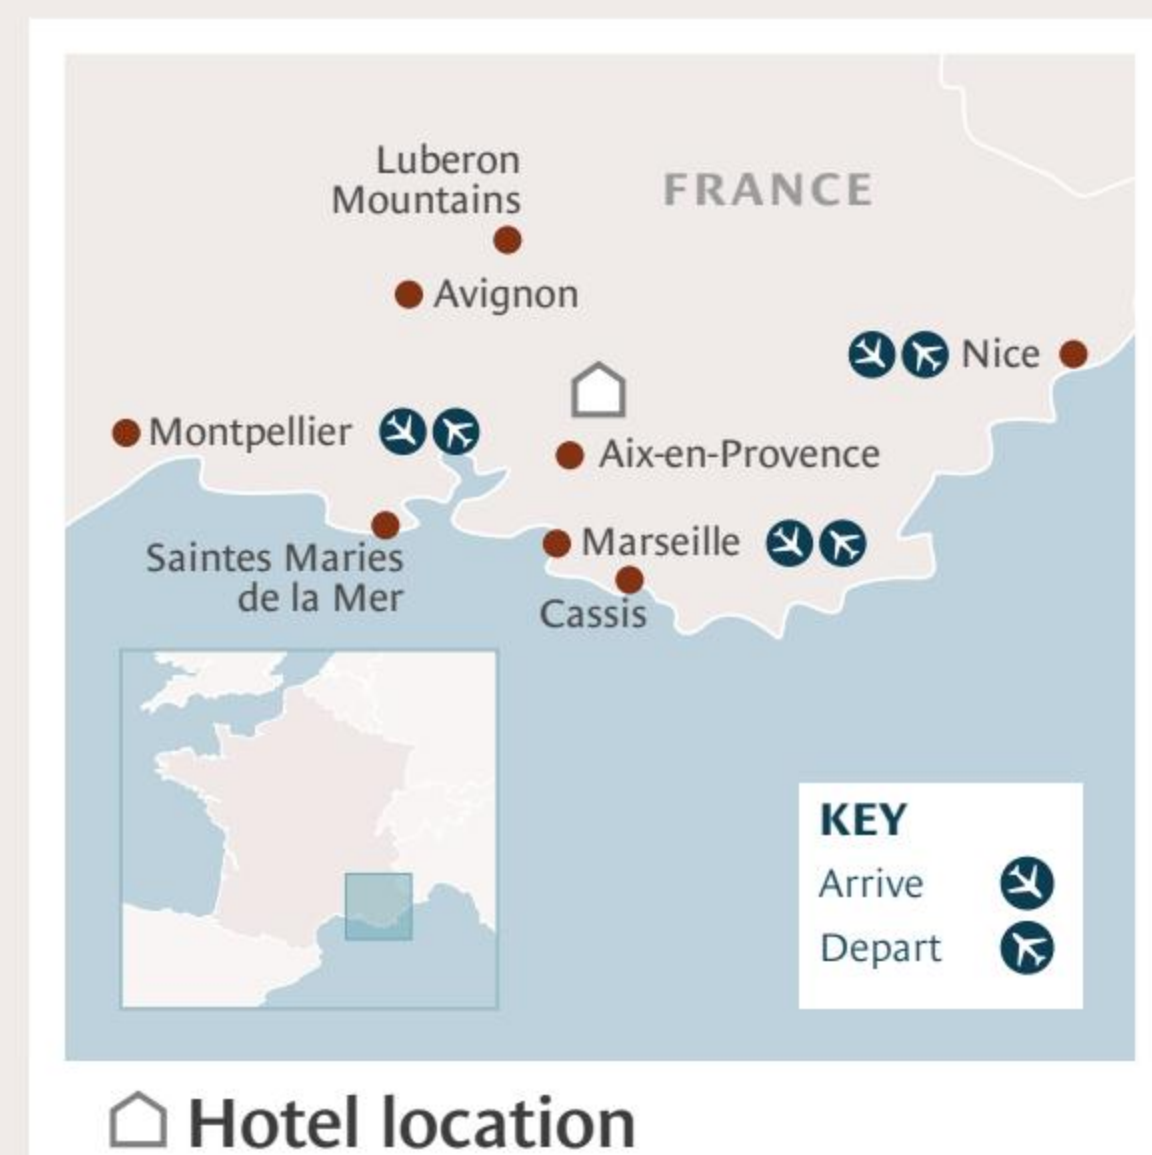 Luberon
Mountains
FRANCE
Avignon
Nice
Montpellier
Aix-en-Provence
Marseille
Saintes Maries
de la Mer
Cassis
KEY
Arrive
Depart
Hotel location